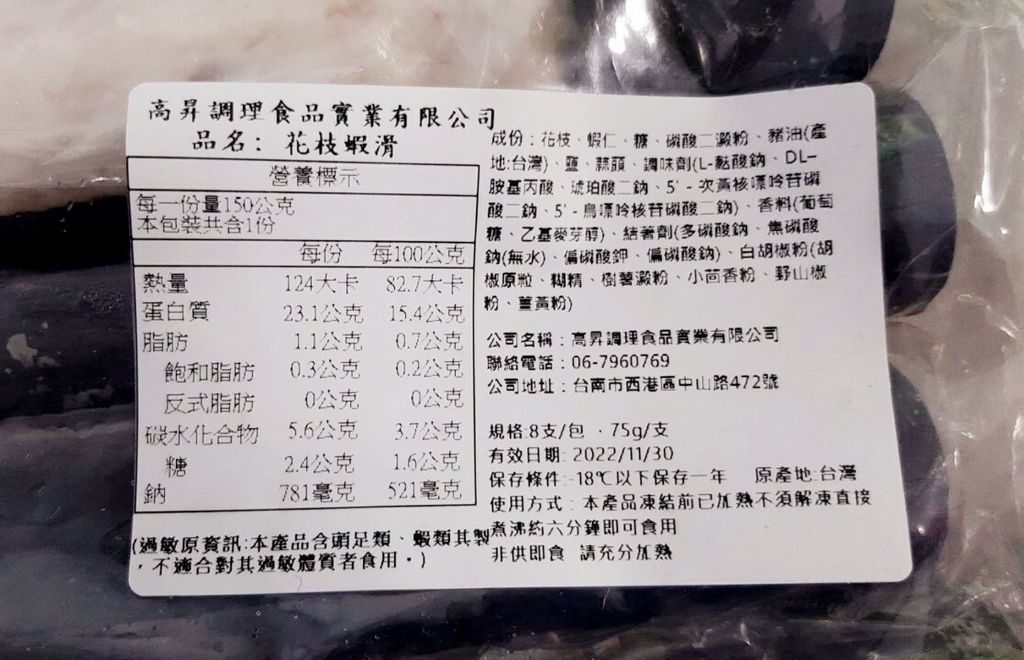 高昇調理食品實業有限公司
品名：花枝蝦滑
營養標示
每一份量150公克
本包裝共含1份
每份 每100公克
熱量 124大卡 82.7大卡
蛋白質 23.1公克 15.4公克
脂肪 1.1公克 0.7公克
飽和脂肪 0.3公克 0.2公克
反式脂肪 0公克 0公克
碳水化合物 5.6公克 3.7公克
糖 2.4公克 1.6公克
鈉 781毫克 521毫克
(過敏原資訊:本產品含頭足類、蝦類其製
，不適合對其過敏體質者食用。)
成份：花枝、蝦仁、糖、磷酸二澱粉、豬油(產
地:台灣)、鹽、蒜頭、調味劑(L-麩酸鈉、DL-
胺基丙酸、琥珀酸二鈉、5'-次黃核嘌呤苷磷
酸二鈉、5'-鳥嘌呤核苷磷酸二鈉)、香料(葡萄
糖、乙基麥芽醇)、結著劑(多磷酸鈉、焦磷酸
鈉(無水)、偏磷酸鉀、偏磷酸鈉)、白胡椒粉(胡
椒原粒、糊精、樹薯澱粉、小茴香粉、野山椒
粉、薑黃粉)
公司名稱：高昇調理食品實業有限公司
聯絡電話：06-7960769
公司地址：台南市西港區中山路472號
規格:8支/包 ．75g/支
有效日期: 2022/11/30
保存條件:-18℃以下保存一年 原產地:台灣
使用方式：本產品凍結前已加熱不須解凍直接
煮沸約六分鐘即可食用
非供即食 請充分加熱